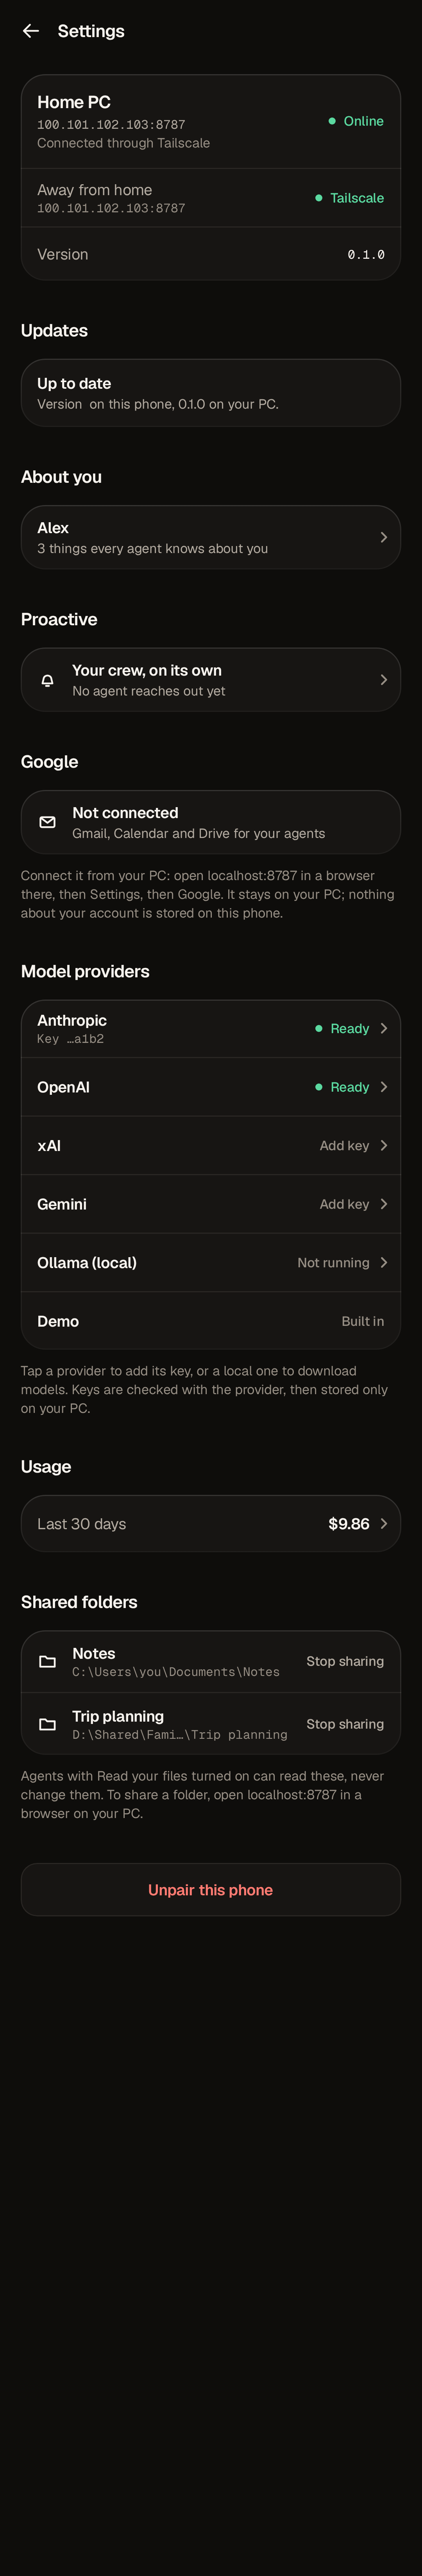 Settings
Home PC
100.101.102.103:8787
Connected through Tailscale
Online
Away from home
100.101.102.103:8787
Tailscale
Version
0.1.0
Updates
Up to date
Version  on this phone, 0.1.0 on your PC.
About you
Alex
3 things every agent knows about you
Proactive
Your crew, on its own
No agent reaches out yet
Google
Not connected
Gmail, Calendar and Drive for your agents
Connect it from your PC: open localhost:8787 in a browser
there, then Settings, then Google. It stays on your PC; nothing
about your account is stored on this phone.
Model providers
Anthropic
Key …a1b2
Ready
OpenAI
Ready
xAI
Add key
Gemini
Add key
Ollama (local)
Not running
Demo
Built in
Tap a provider to add its key, or a local one to download
models. Keys are checked with the provider, then stored only
on your PC.
Usage
Last 30 days
$9.86
Shared folders
Notes
C:\Users\you\Documents\Notes
Stop sharing
Trip planning
D:\Shared\Fami…\Trip planning
Stop sharing
Agents with Read your files turned on can read these, never
change them. To share a folder, open localhost:8787 in a
browser on your PC.
Unpair this phone